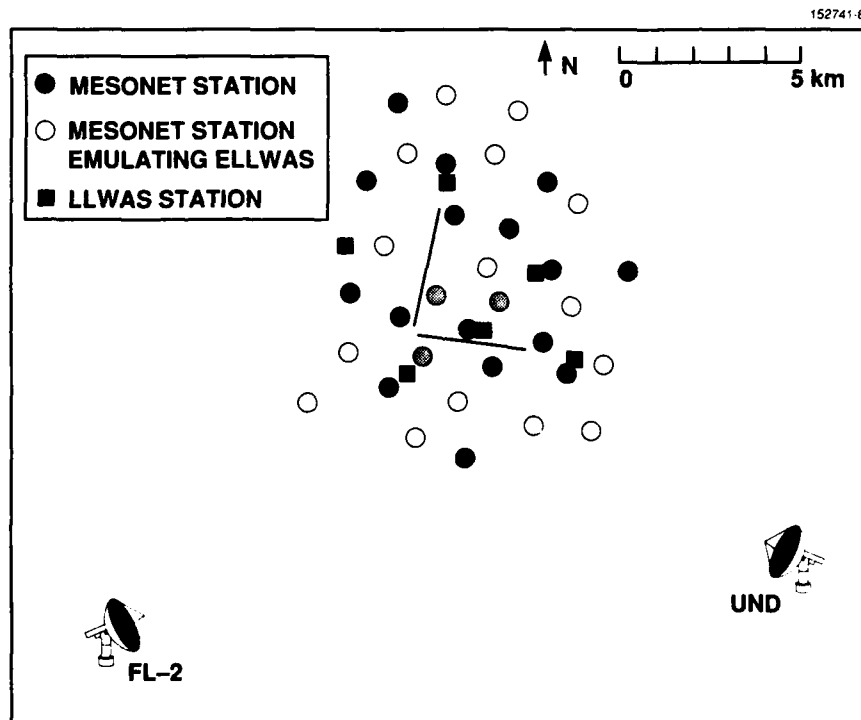 152741-8
N
0 5 km
MESONET STATION
MESONET STATION
EMULATING ELLWAS
LLWAS STATION
UND
FL–2